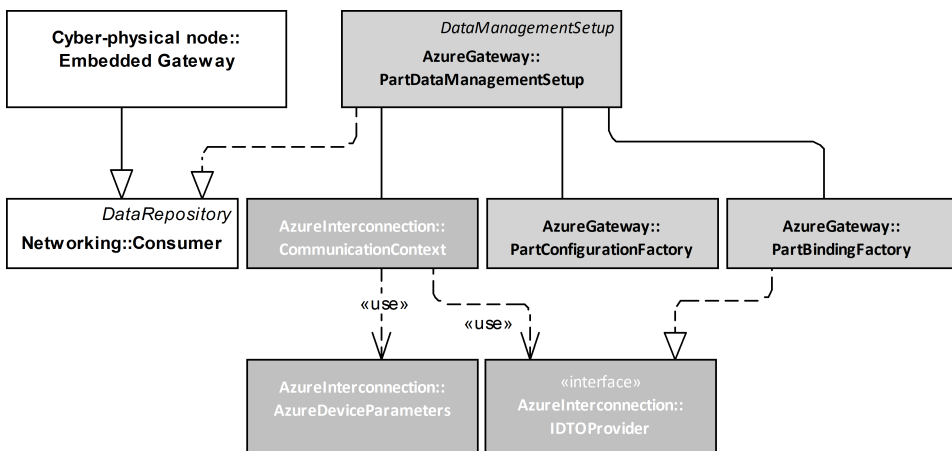 Cyber-physical node::
Embedded Gateway
DataManagementSetup
AzureGateway::
PartDataManagementSetup
DataRepository
Networking::Consumer
AzureInterconnection::
CommunicationContext
AzureGateway::
PartConfigurationFactory
AzureGateway::
PartBindingFactory
«use»
«use»
AzureInterconnection::
AzureDeviceParameters
«interface»
AzureInterconnection::
IDTOProvider